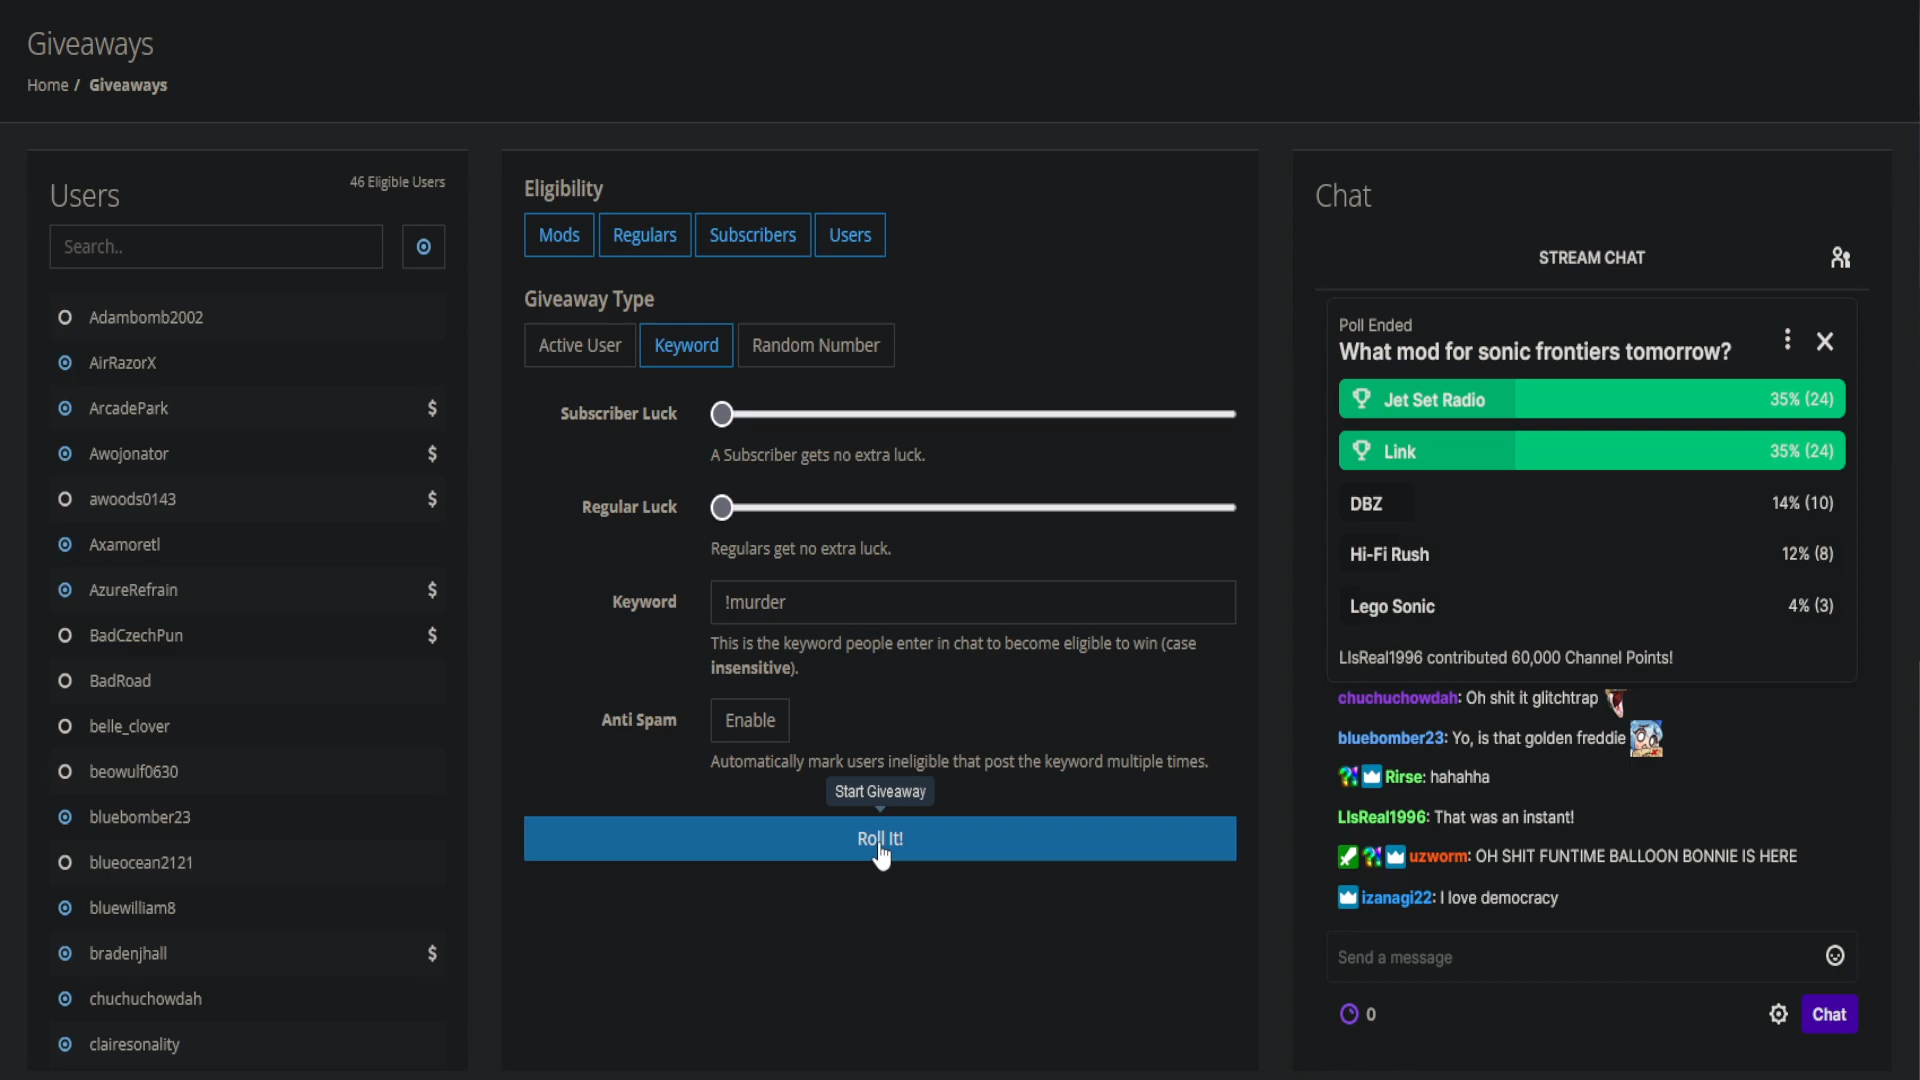 Giveaways
Home / Giveaways
Users
46 Eligible Users
Search..
Adambomb2002
AirRazorX
ArcadePark $
Awojonator $
awoods0143 $
Axamoretl
AzureRefrain $
BadCzechPun $
BadRoad
belle_clover
beowulf0630
bluebomber23
blueocean2121
bluewilliam8
bradenjhall $
chuchuchowdah
clairesonality
Eligibility
Mods Regulars Subscribers Users
Giveaway Type
Active User Keyword Random Number
Subscriber Luck
A Subscriber gets no extra luck.
Regular Luck
Regulars get no extra luck.
Keyword !murder
This is the keyword people enter in chat to become eligible to win (case
insensitive).
Anti Spam Enable
Automatically mark users ineligible that post the keyword multiple times.
Start Giveaway
Roll It!
Chat
STREAM CHAT
Poll Ended
What mod for sonic frontiers tomorrow?
Jet Set Radio 35% (24)
Link 35% (24)
DBZ 14% (10)
Hi-Fi Rush 12% (8)
Lego Sonic 4% (3)
LlsReal1996 contributed 60,000 Channel Points!
chuchuchowdah: Oh shit it glitchtrap
bluebomber23: Yo, is that golden freddie
Rirse: hahahha
LlsReal1996: That was an instant!
uzworm: OH SHIT FUNTIME BALLOON BONNIE IS HERE
izanagi22: I love democracy
Send a message
0
Chat